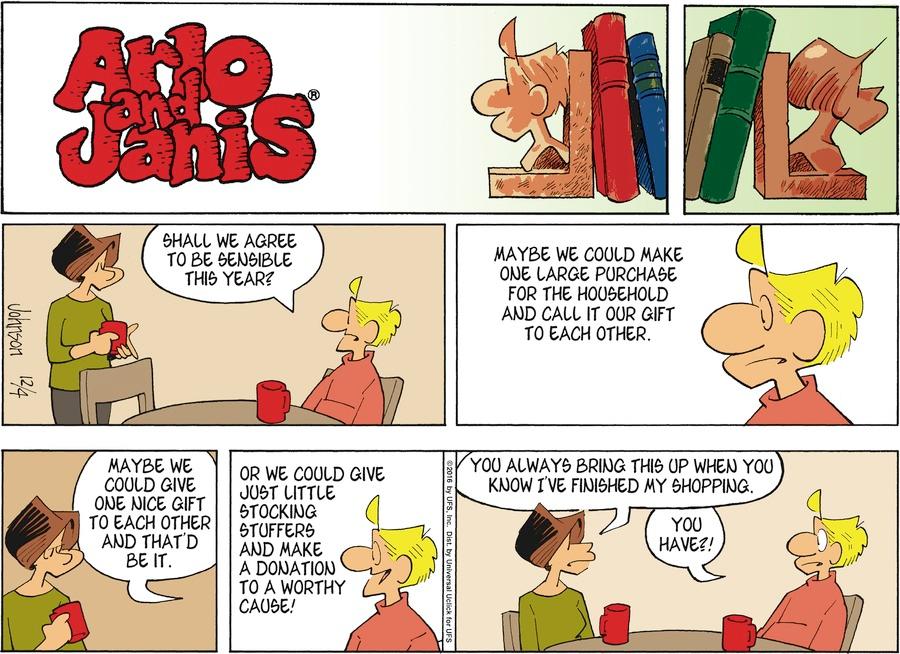 Arlo
and
Janis®
SHALL WE AGREE
TO BE SENSIBLE
THIS YEAR?
Johnson 12/4
MAYBE WE COULD MAKE
ONE LARGE PURCHASE
FOR THE HOUSEHOLD
AND CALL IT OUR GIFT
TO EACH OTHER.
MAYBE WE
COULD GIVE
ONE NICE GIFT
TO EACH OTHER
AND THAT'D
BE IT.
OR WE COULD GIVE
JUST LITTLE
STOCKING
STUFFERS
AND MAKE
A DONATION
TO A WORTHY
CAUSE!
©2016 by UFS, Inc. Dist. by Universal Uclick for UFS
YOU ALWAYS BRING THIS UP WHEN YOU
KNOW I'VE FINISHED MY SHOPPING.
YOU
HAVE?!